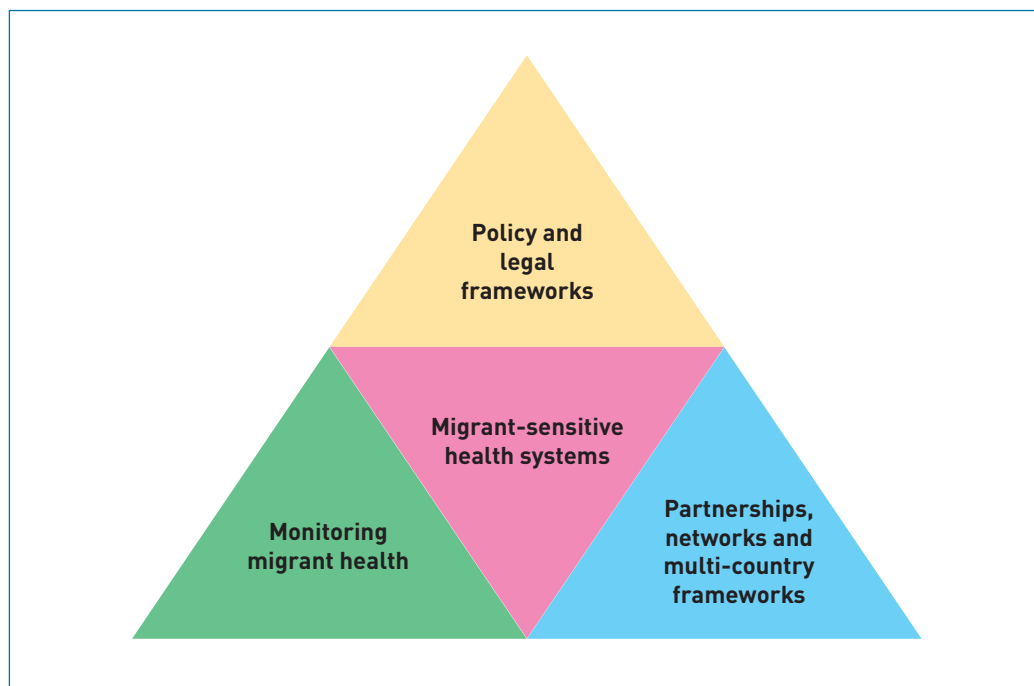 Policy and
legal
frameworks
Migrant-sensitive
health systems
Monitoring
migrant health
Partnerships,
networks and
multi-country
frameworks